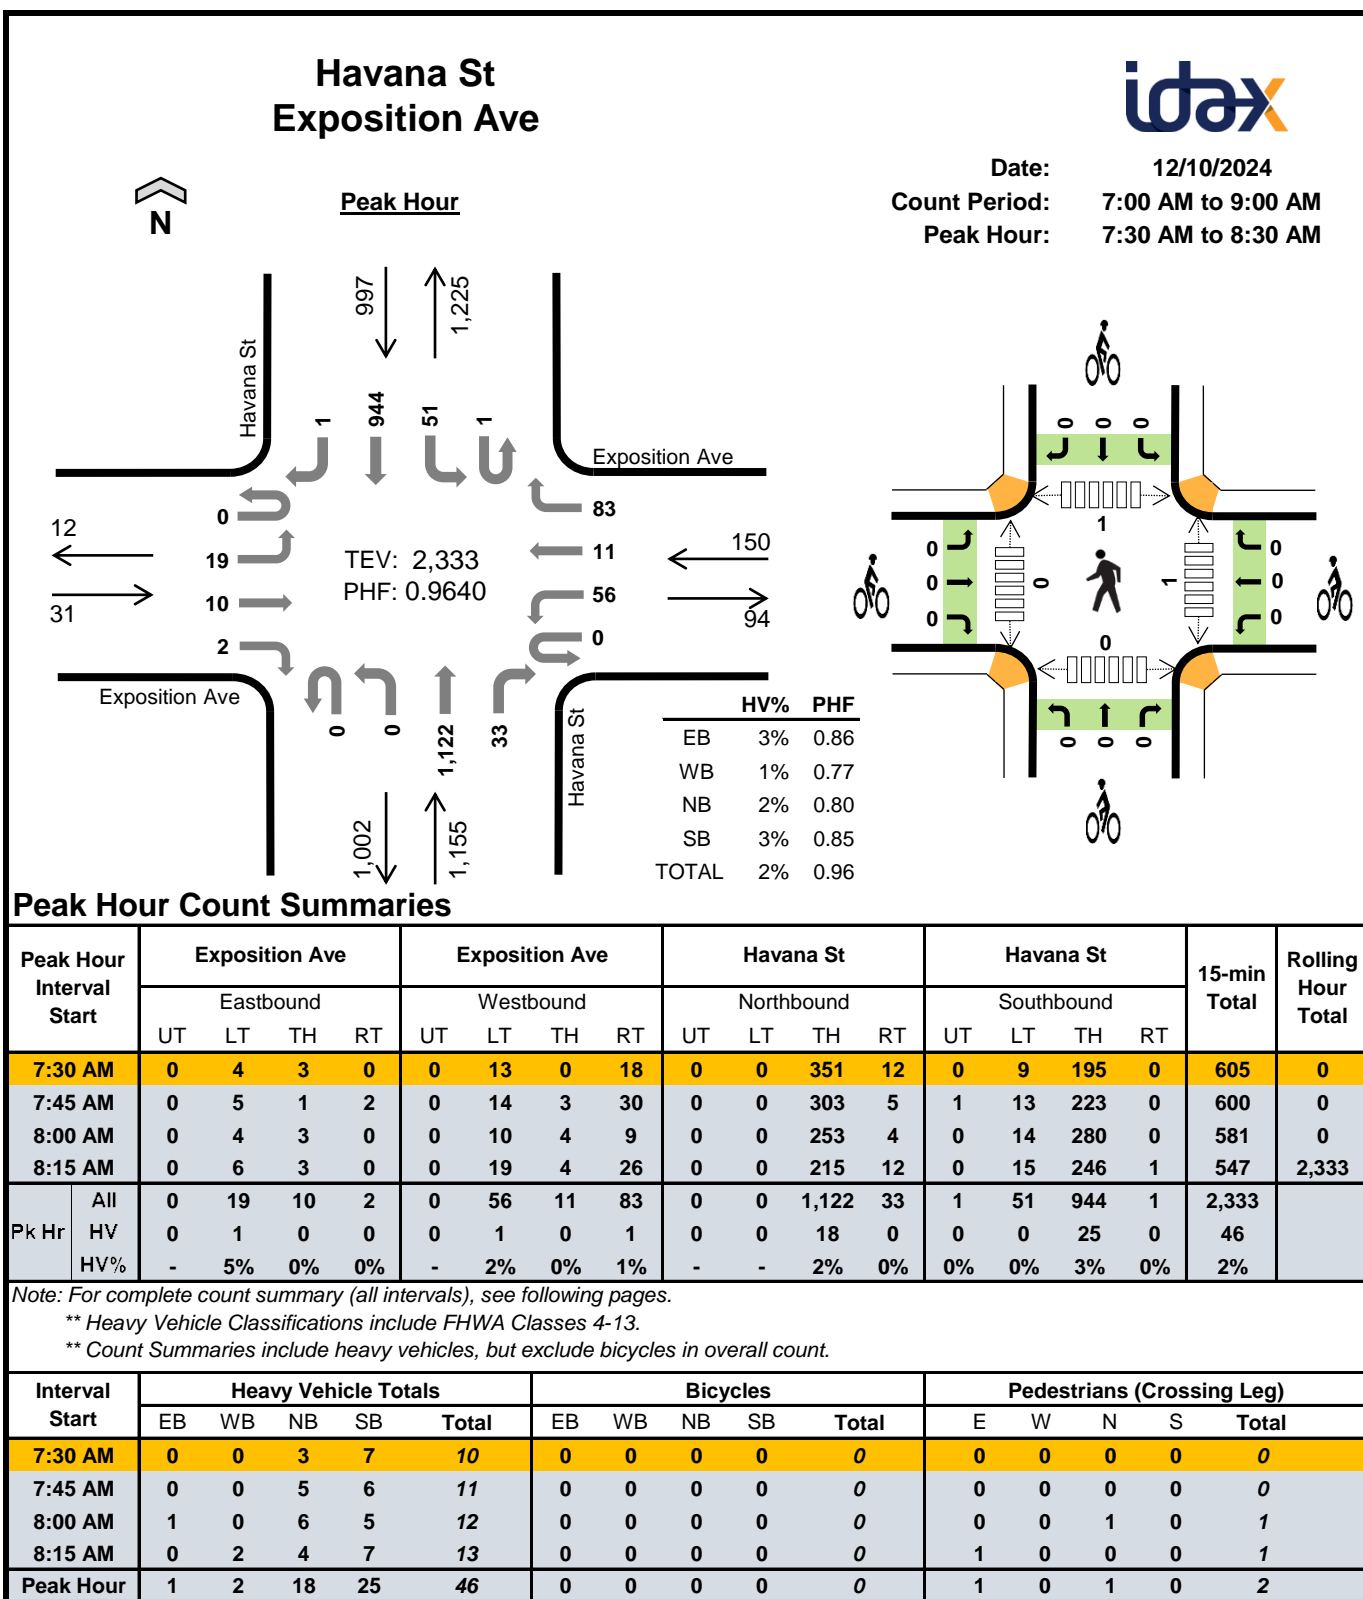 Havana St
Exposition Ave
idax
Date: 12/10/2024
Count Period: 7:00 AM to 9:00 AM
Peak Hour: 7:30 AM to 8:30 AM
N
Peak Hour
997
1,225
Havana St
1 944 51 1
Exposition Ave
0
19
10
2
12
31
TEV: 2,333
PHF: 0.9640
83
11
56
0
150
94
Exposition Ave
0 0 1,122 33
Havana St
1,002
1,155
0 0 0
1
0
0
0
0
1
0
0
0
0
0 0 0
HV% PHF
EB 3% 0.86
WB 1% 0.77
NB 2% 0.80
SB 3% 0.85
TOTAL 2% 0.96
Peak Hour Count Summaries
Peak Hour Interval Start Exposition Ave Exposition Ave Havana St Havana St 15-min Total Rolling Hour Total
Eastbound Westbound Northbound Southbound
UT LT TH RT UT LT TH RT UT LT TH RT UT LT TH RT
7:30 AM 0 4 3 0 0 13 0 18 0 0 351 12 0 9 195 0 605 0
7:45 AM 0 5 1 2 0 14 3 30 0 0 303 5 1 13 223 0 600 0
8:00 AM 0 4 3 0 0 10 4 9 0 0 253 4 0 14 280 0 581 0
8:15 AM 0 6 3 0 0 19 4 26 0 0 215 12 0 15 246 1 547 2,333
Pk Hr All 0 19 10 2 0 56 11 83 0 0 1,122 33 1 51 944 1 2,333
HV 0 1 0 0 0 1 0 1 0 0 18 0 0 0 25 0 46
HV% - 5% 0% 0% - 2% 0% 1% - - 2% 0% 0% 0% 3% 0% 2%
Note: For complete count summary (all intervals), see following pages.
** Heavy Vehicle Classifications include FHWA Classes 4-13.
** Count Summaries include heavy vehicles, but exclude bicycles in overall count.
Interval Start Heavy Vehicle Totals Bicycles Pedestrians (Crossing Leg)
EB WB NB SB Total EB WB NB SB Total E W N S Total
7:30 AM 0 0 3 7 10 0 0 0 0 0 0 0 0 0 0
7:45 AM 0 0 5 6 11 0 0 0 0 0 0 0 0 0 0
8:00 AM 1 0 6 5 12 0 0 0 0 0 0 0 1 0 1
8:15 AM 0 2 4 7 13 0 0 0 0 0 1 0 0 0 1
Peak Hour 1 2 18 25 46 0 0 0 0 0 1 0 1 0 2